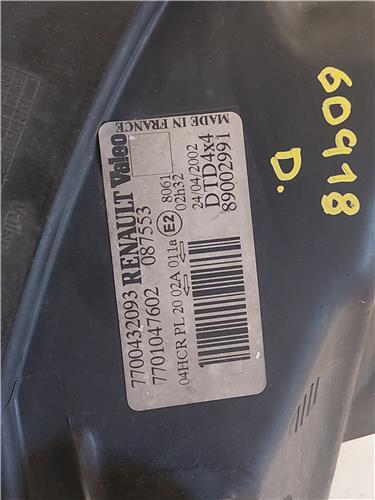 7700432093 RENAULT Valeo
7701047602 087553
MADE IN FRANCE
04HCR PL 20 02A 011a E2 8061
02h32
24/04/2002
DTD4x4
89002991
60918
D.